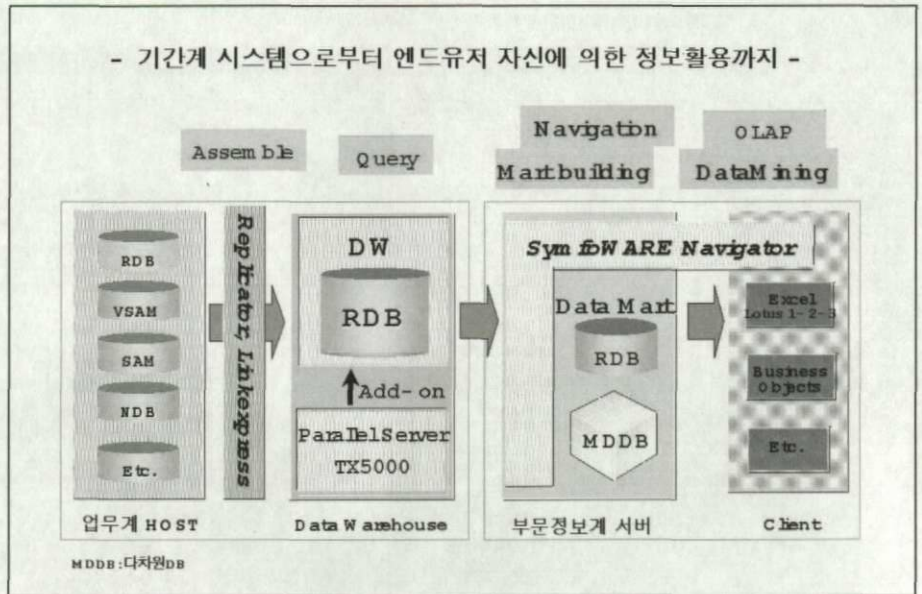 - 기간계 시스템으로부터 엔드유저 자신에 의한 정보활용까지 -
Assemble
Query
Navigation
Martbuilding
OLAP
DataMining
RDB
VSAM
SAM
NDB
Etc.
업무계 HOST
Replicator, Linkexpress
DW
RDB
Add-on
ParallelServer
TX5000
Data Warehouse
SymfoWARE Navigator
Data Mart
RDB
MDDB
부문정보계 서버
Excel
Lotus 1-2-3
Business
Objects
Etc.
Client
MDDB:다차원DB